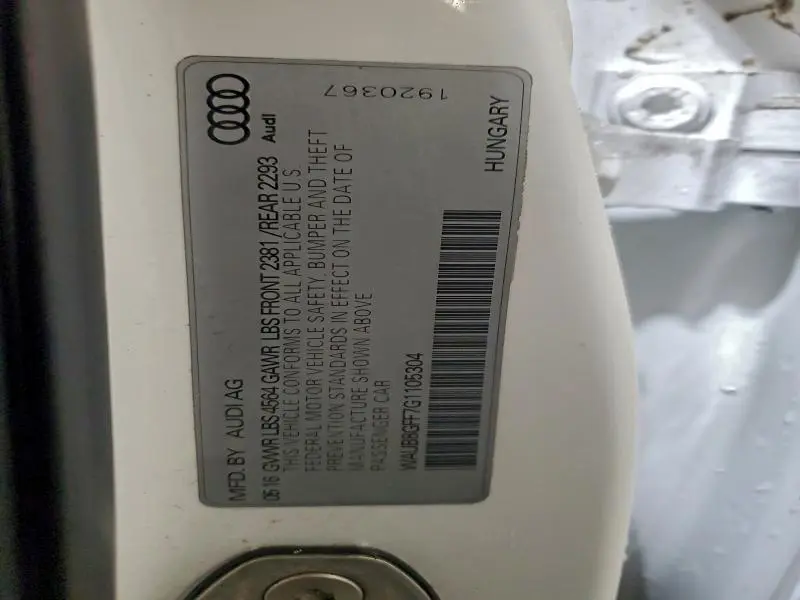 MFD. BY AUDI AG
05-16 GVWR LBS 4564 GAWR LBS FRONT 2381 /REAR 2293
Audi
THIS VEHICLE CONFORMS TO ALL APPLICABLE U.S.
FEDERAL MOTOR VEHICLE SAFETY, BUMPER AND THEFT
PREVENTION STANDARDS IN EFFECT ON THE DATE OF
MANUFACTURE SHOWN ABOVE
PASSENGER CAR
WAUB8GFF7G1105304
1920367
HUNGARY